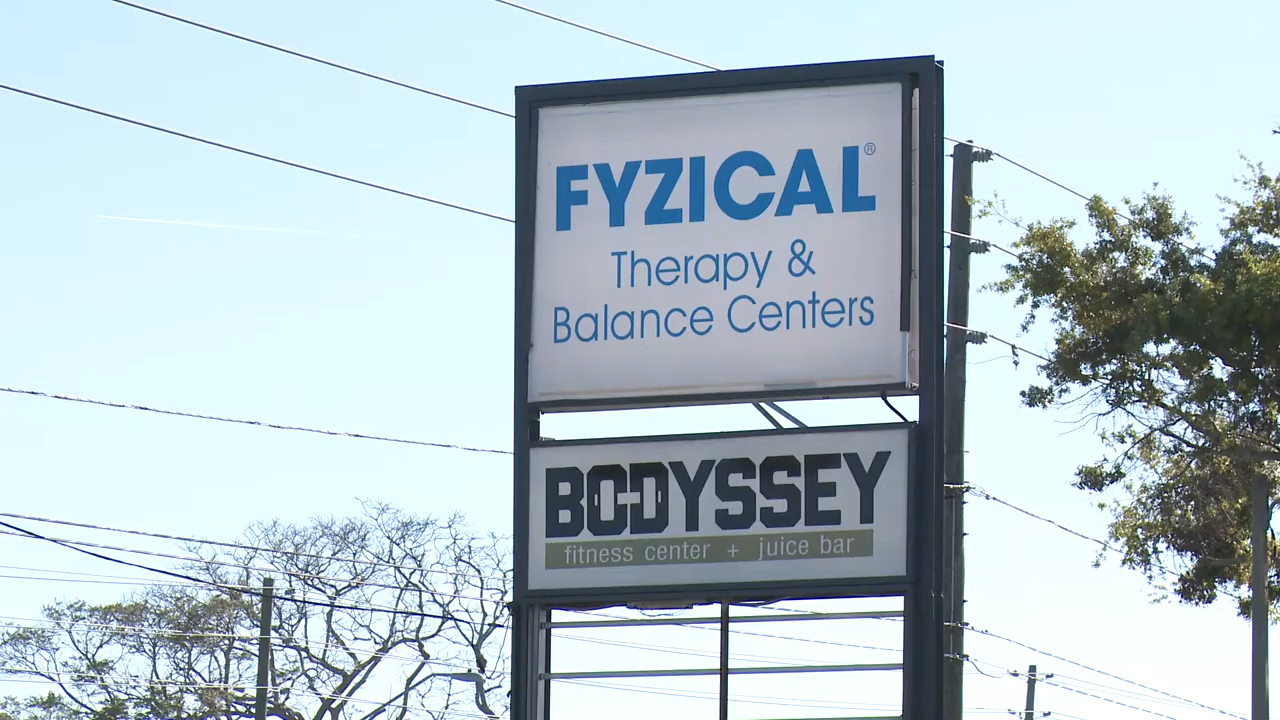 FYZICAL®
Therapy &
Balance Centers
BODYSSEY
fitness center + juice bar